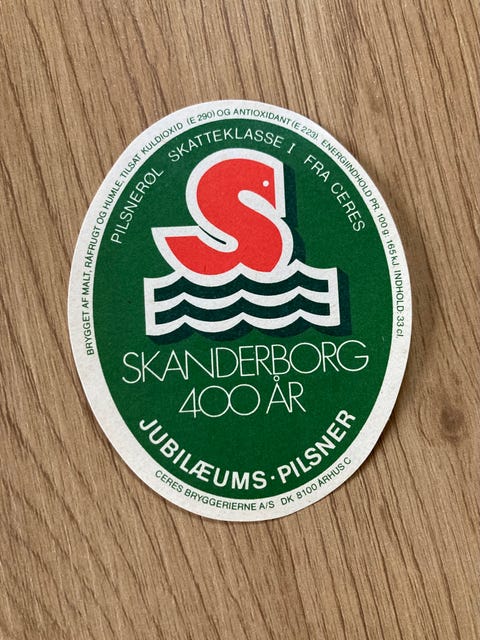 BRYGGET AF MALT, RÅFRUGT OG HUMLE, TILSAT KULDIOXID (E 290) OG ANTIOXIDANT (E 223). ENERGIINDHOLD PR. 100 g: 165 kJ. INDHOLD: 33 cl.
PILSNERØL SKATTEKLASSE I FRA CERES
S
SKANDERBORG
400 ÅR
JUBILÆUMS · PILSNER
CERES BRYGGERIERNE A/S DK 8100 ÅRHUS C